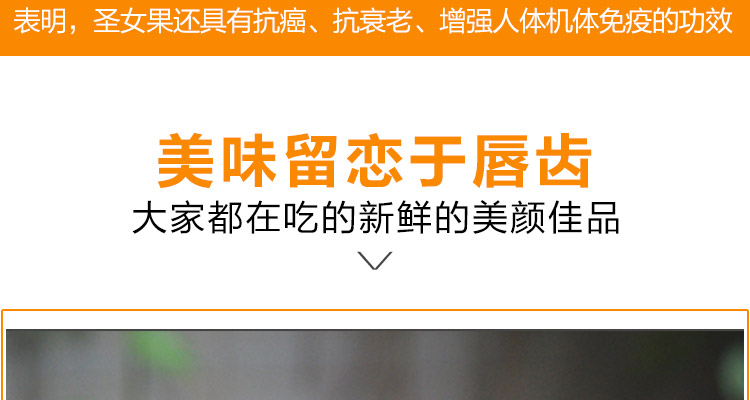 表明，圣女果还具有抗癌、抗衰老、增强人体机体免疫的功效
美味留恋于唇齿
大家都在吃的新鲜的美颜佳品